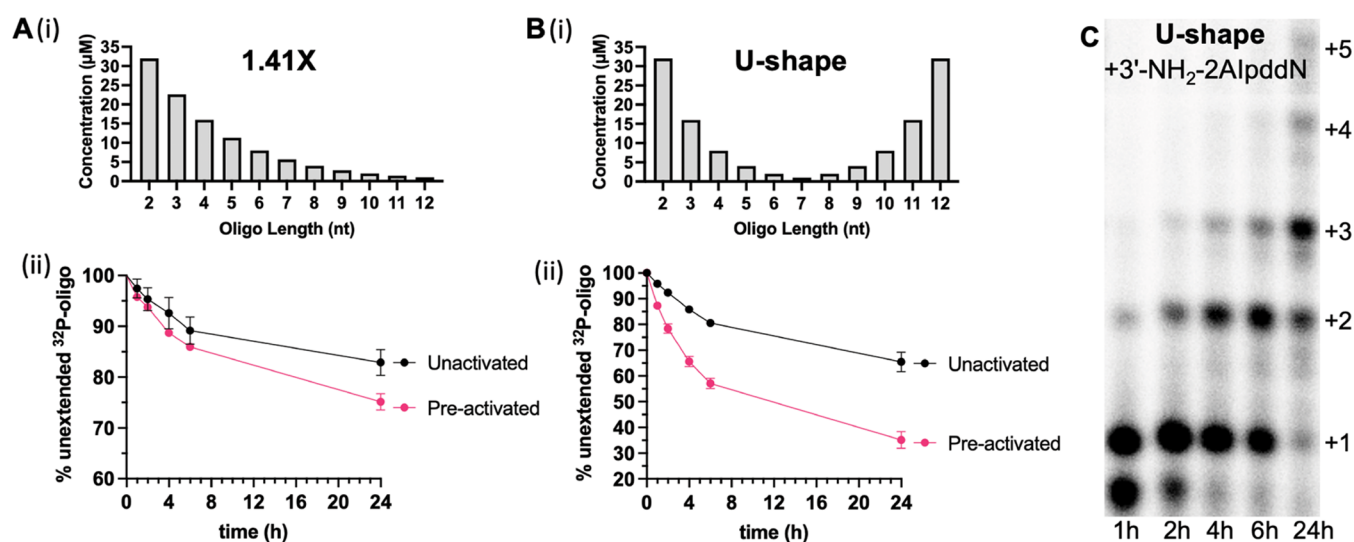 A (i)
1.41X
Concentration (µM)
35
30
25
20
15
10
5
0
2 3 4 5 6 7 8 9 10 11 12
Oligo Length (nt)
(ii)
% unextended ³²P-oligo
100
90
80
70
60
0 4 8 12 16 20 24
time (h)
Unactivated
Pre-activated
B (i)
U-shape
Concentration (µM)
35
30
25
20
15
10
5
0
2 3 4 5 6 7 8 9 10 11 12
Oligo Length (nt)
(ii)
% unextended ³²P-oligo
100
90
80
70
60
50
40
30
20
0 4 8 12 16 20 24
time (h)
Unactivated
Pre-activated
C
U-shape
+3'-NH₂-2AIpddN
+5
+4
+3
+2
+1
1h 2h 4h 6h 24h